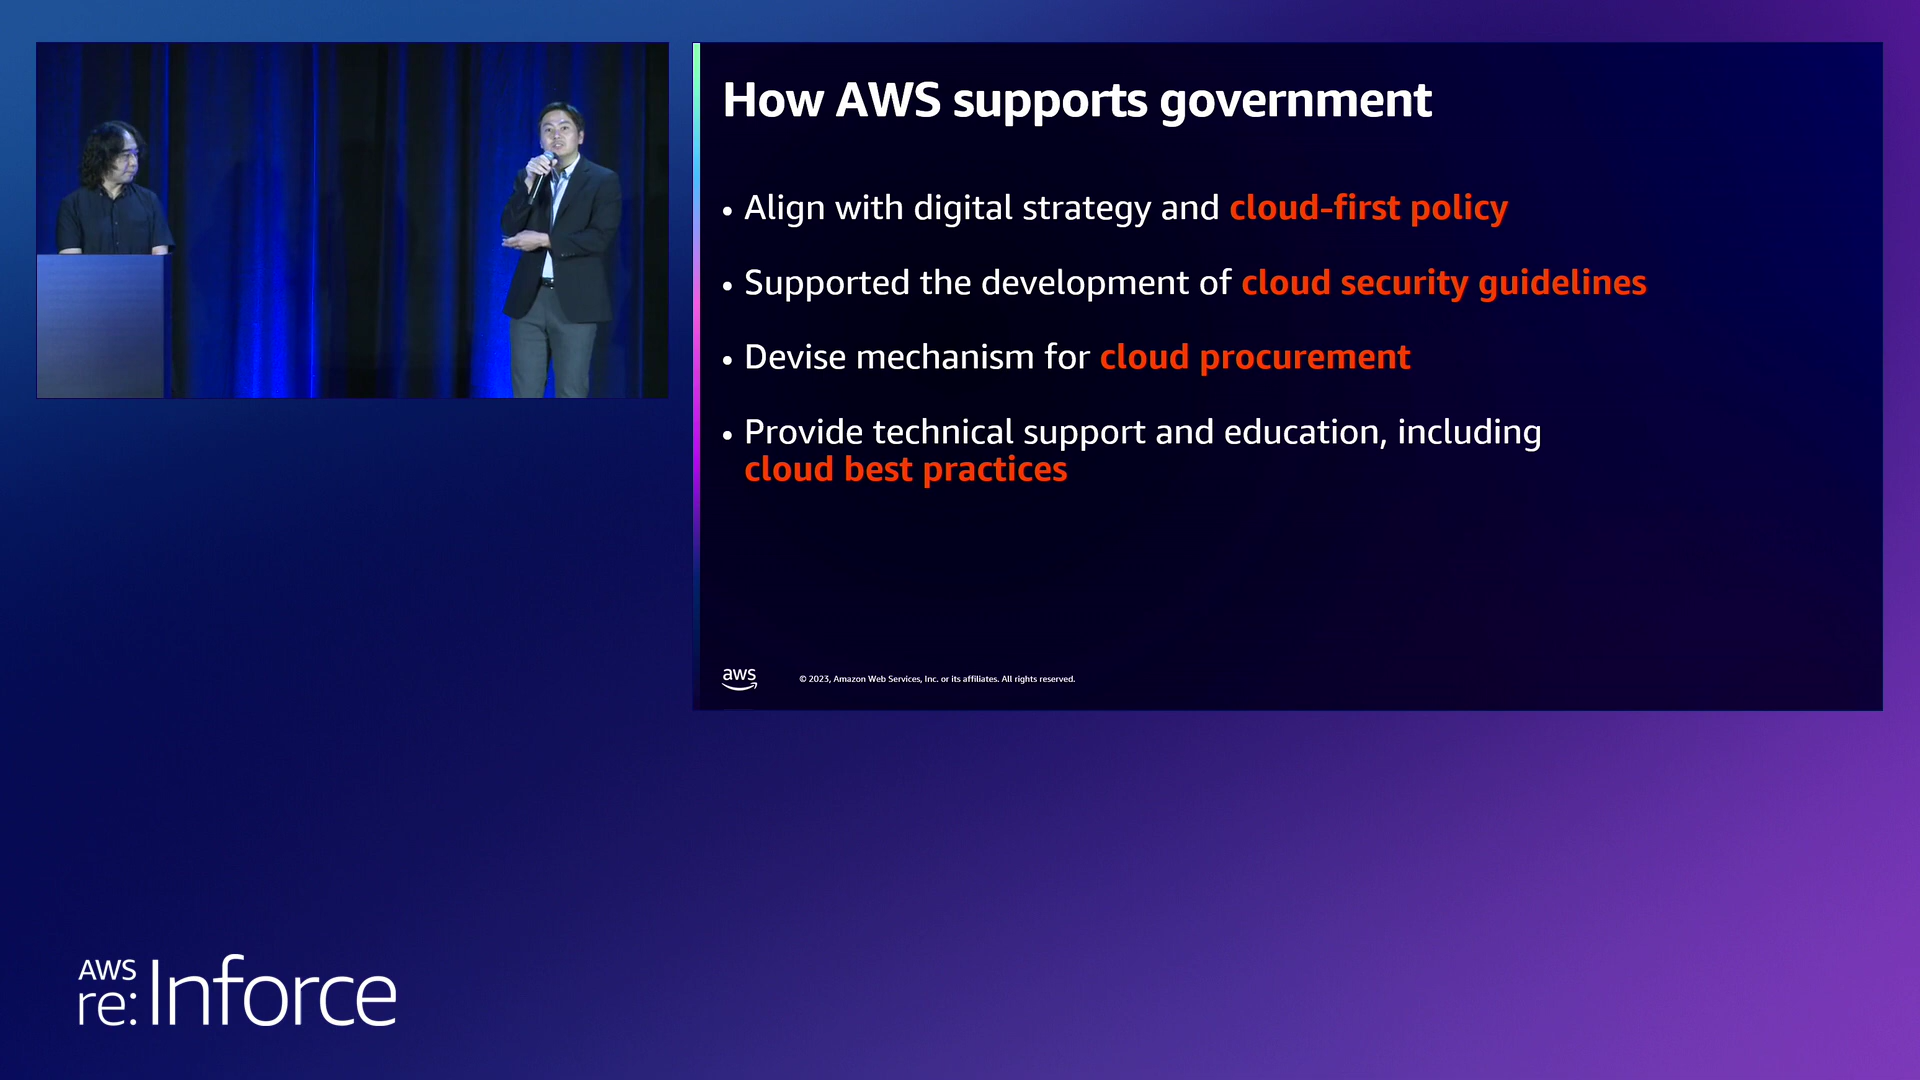 How AWS supports government
• Align with digital strategy and cloud-first policy
• Supported the development of cloud security guidelines
• Devise mechanism for cloud procurement
• Provide technical support and education, including
cloud best practices
aws
© 2023, Amazon Web Services, Inc. or its affiliates. All rights reserved.
AWS
re:Inforce